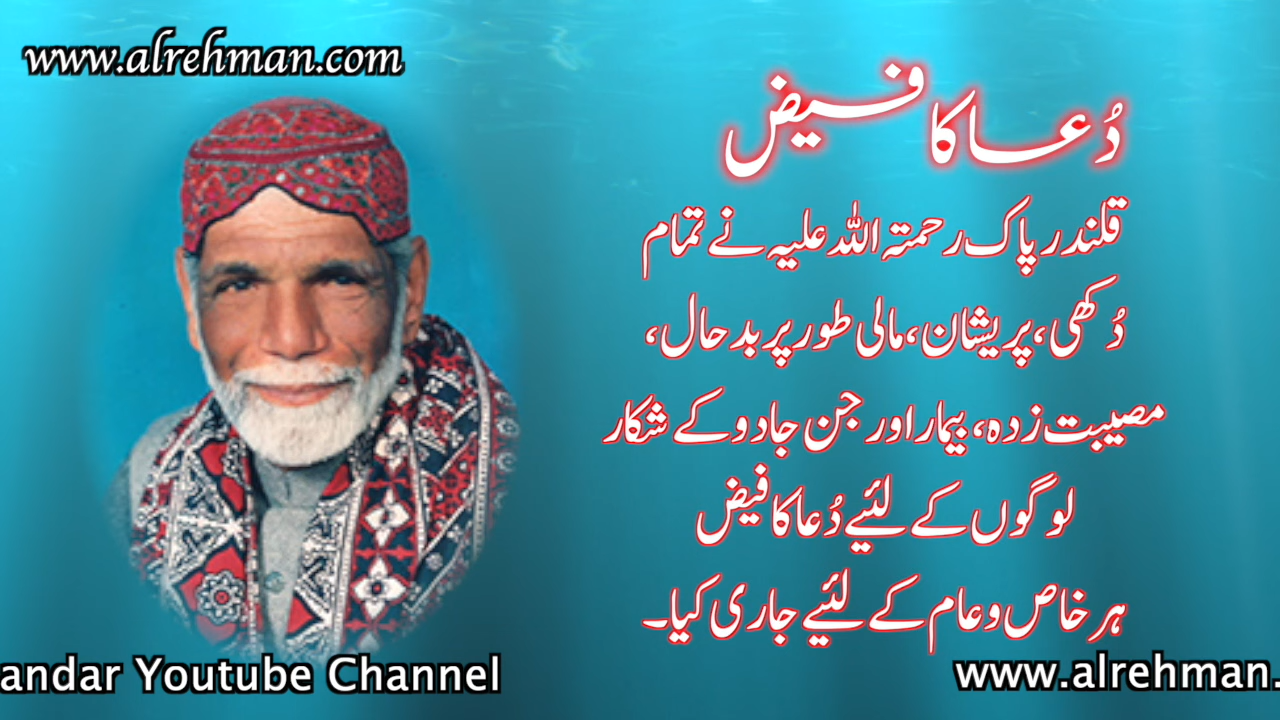 www.alrehman.com
دُعا کا فیض
قلندر پاک رحمتہ اللہ علیہ نے تمام
دُکھی، پریشان، مالی طور پر بدحال،
مصیبت زدہ، بیمار اور جن جادو کے شکار
لوگوں کے لئیے دُعا کا فیض
ہر خاص و عام کے لئیے جاری کیا۔
andar Youtube Channel
www.alrehman.